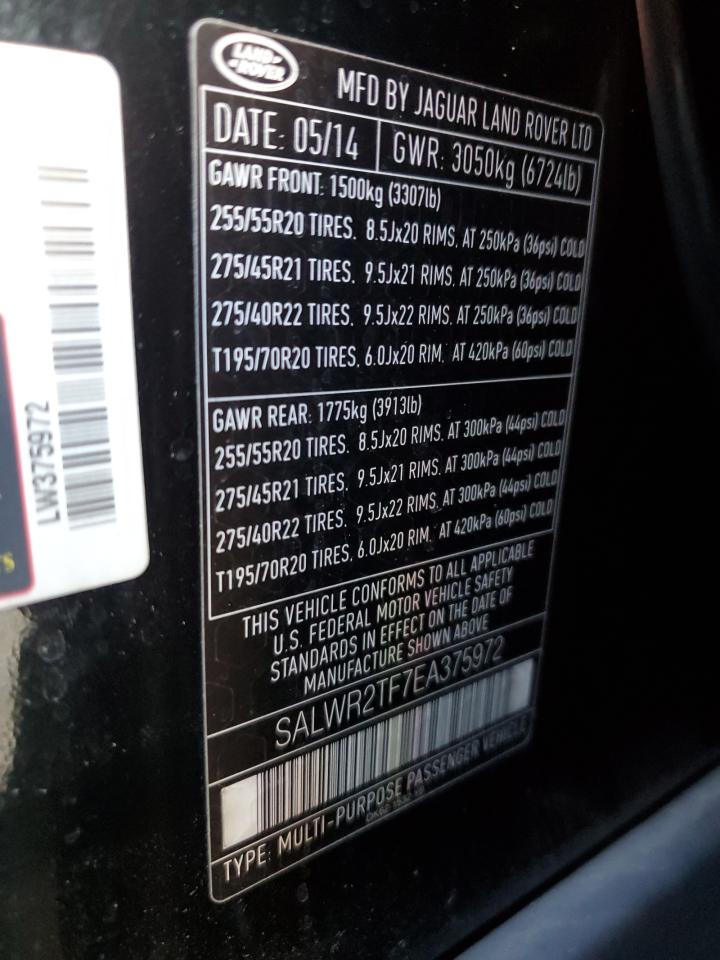 LAND-
-ROVER
MFD BY JAGUAR LAND ROVER LTD
DATE: 05/14 GWR: 3050kg (6724lb)
GAWR FRONT: 1500kg (3307lb)
255/55R20 TIRES. 8.5Jx20 RIMS. AT 250kPa (36psi) COLD
275/45R21 TIRES. 9.5Jx21 RIMS. AT 250kPa (36psi) COLD
275/40R22 TIRES. 9.5Jx22 RIMS. AT 250kPa (36psi) COLD
T195/70R20 TIRES. 6.0Jx20 RIM. AT 420kPa (60psi) COLD
GAWR REAR: 1775kg (3913lb)
255/55R20 TIRES. 8.5Jx20 RIMS. AT 300kPa (44psi) COLD
275/45R21 TIRES. 9.5Jx21 RIMS. AT 300kPa (44psi) COLD
275/40R22 TIRES. 9.5Jx22 RIMS. AT 300kPa (44psi) COLD
T195/70R20 TIRES. 6.0Jx20 RIM. AT 420kPa (60psi) COLD
THIS VEHICLE CONFORMS TO ALL APPLICABLE
U.S. FEDERAL MOTOR VEHICLE SAFETY
STANDARDS IN EFFECT ON THE DATE OF
MANUFACTURE SHOWN ABOVE
SALWR2TF7EA375972
TYPE: MULTI-PURPOSE PASSENGER VEHICLE
LW375972